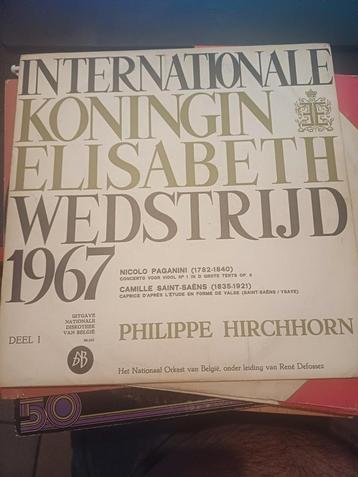 INTERNATIONALE
KONINGIN
ELISABETH
WEDSTRIJD
1967
NICOLO PAGANINI (1782-1840)
CONCERTO VOOR VIOOL Nº 1 IN D GROTE TERTS OP. 6
CAMILLE SAINT-SAËNS (1835-1921)
CAPRICE D'APRÈS L'ETUDE EN FORME DE VALSE (SAINT-SAËNS / YSAYE)
DEEL I
UITGAVE
NATIONALE
DISKOTEEK
VAN BELGIË
PHILIPPE HIRCHHORN
Het Nationaal Orkest van België, onder leiding van René Defossez
50